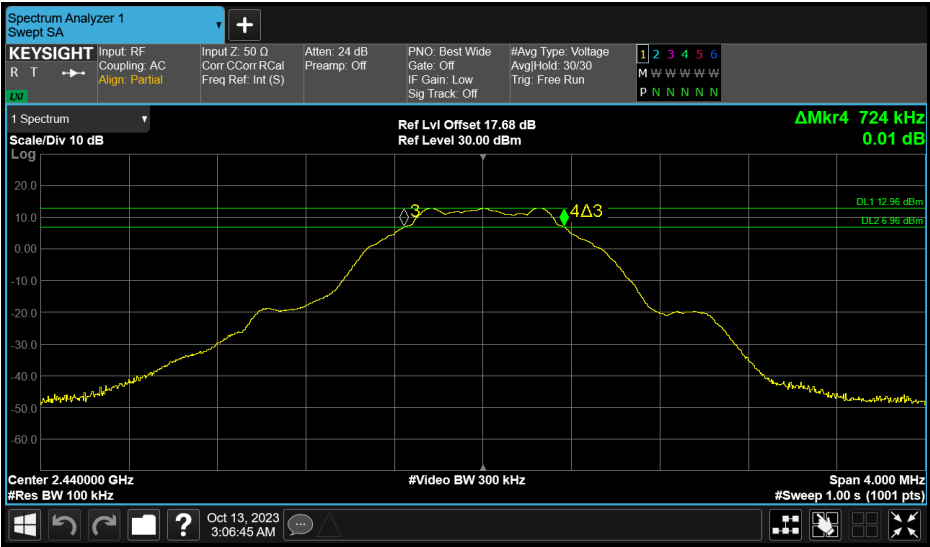 Spectrum Analyzer 1
Swept SA
KEYSIGHT
R T
LXI
Input: RF
Coupling: AC
Align: Partial
Input Z: 50 Ω
Corr CCorr RCal
Freq Ref: Int (S)
Atten: 24 dB
Preamp: Off
PNO: Best Wide
Gate: Off
IF Gain: Low
Sig Track: Off
#Avg Type: Voltage
Avg|Hold: 30/30
Trig: Free Run
1 2 3 4 5 6
M W W W W W
P N N N N N
1 Spectrum
Scale/Div 10 dB
Ref Lvl Offset 17.68 dB
Ref Level 30.00 dBm
ΔMkr4 724 kHz
0.01 dB
Log
20.0
10.0
0.00
-10.0
-20.0
-30.0
-40.0
-50.0
-60.0
3
4Δ3
DL1 12.96 dBm
DL2 6.96 dBm
Center 2.440000 GHz
#Res BW 100 kHz
#Video BW 300 kHz
Span 4.000 MHz
#Sweep 1.00 s (1001 pts)
?
Oct 13, 2023
3:06:45 AM